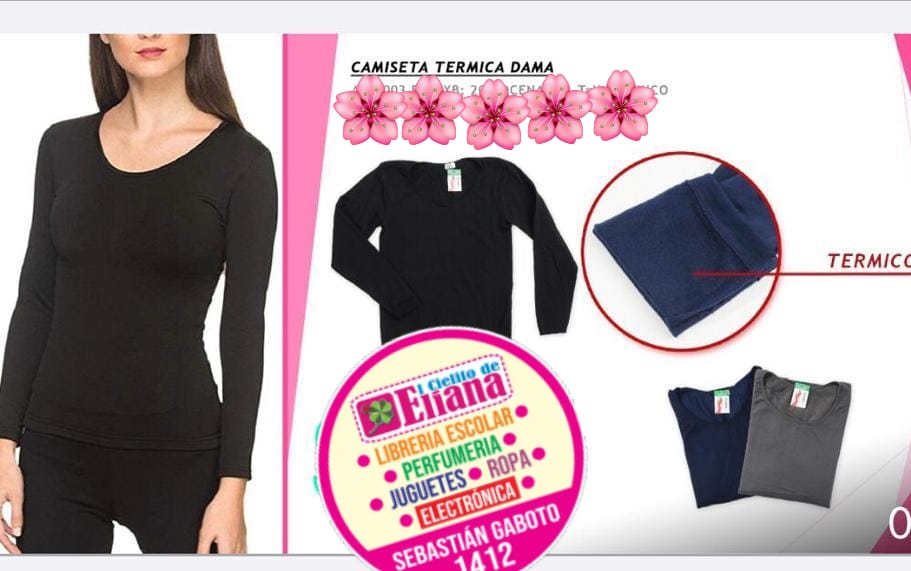 CAMISETA TERMICA DAMA
TERMICO
El Cielito de
Eliana
LIBRERIA ESCOLAR
PERFUMERIA
JUGUETES • ROPA
ELECTRÓNICA
SEBASTIÁN GABOTO
1412